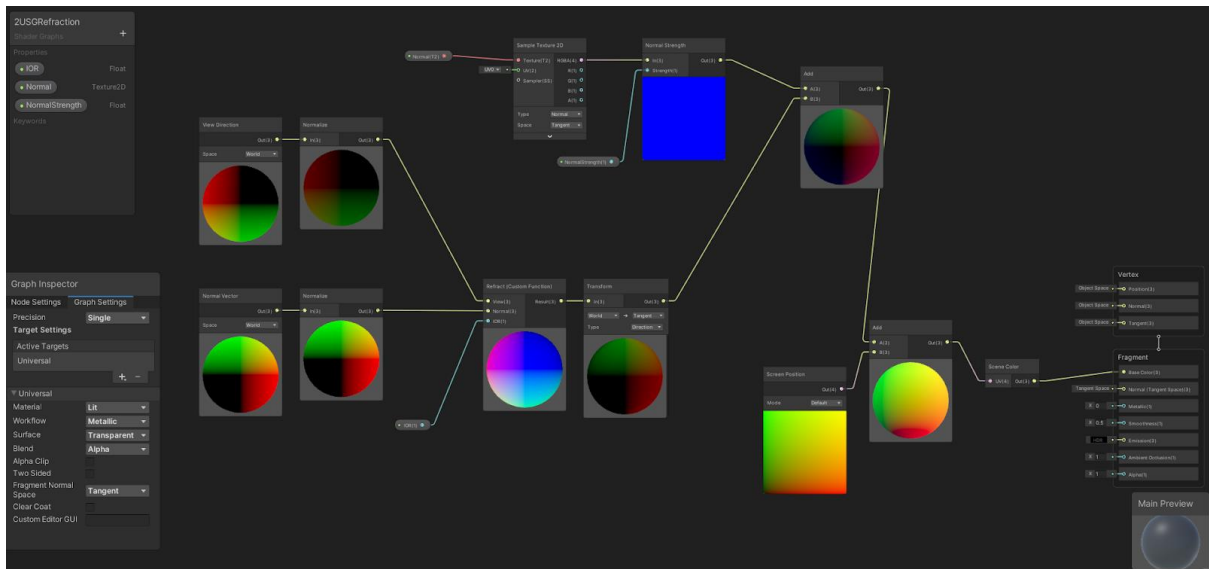 2USGRefraction
Shader Graphs
Properties
IOR Float
Normal Texture2D
NormalStrength Float
Keywords
Graph Inspector
Node Settings Graph Settings
Precision Single
Target Settings
Active Targets
Universal
Universal
Material Lit
Workflow Metallic
Surface Transparent
Blend Alpha
Alpha Clip
Two Sided
Fragment Normal
Space Tangent
Clear Coat
Custom Editor GUI
View Direction
Out(3)
Space World
Normalize
In(3) Out(3)
Normal Vector
Out(3)
Space World
Normalize
In(3) Out(3)
IOR(1)
Normal(T2)
UV0
Sample Texture 2D
Texture(T2) RGBA(4)
UV(2) R(1)
Sampler(SS) G(1)
B(1)
A(1)
Type Normal
Space Tangent
NormalStrength(1)
Normal Strength
In(3) Out(3)
Strength(1)
Refract (Custom Function)
View(3) Result(3)
Normal(3)
IOR(1)
Transform
In(3) Out(3)
World Tangent
Type Direction
Add
A(3) Out(3)
B(3)
Screen Position
Out(4)
Mode Default
Add
A(3) Out(3)
B(3)
Scene Color
UV(4) Out(3)
Vertex
Object Space Position(3)
Object Space Normal(3)
Object Space Tangent(3)
Fragment
Base Color(3)
Tangent Space Normal (Tangent Space)(3)
X 0 Metallic(1)
X 0.5 Smoothness(1)
Emission(3)
X 1 Ambient Occlusion(1)
X 1 Alpha(1)
Main Preview